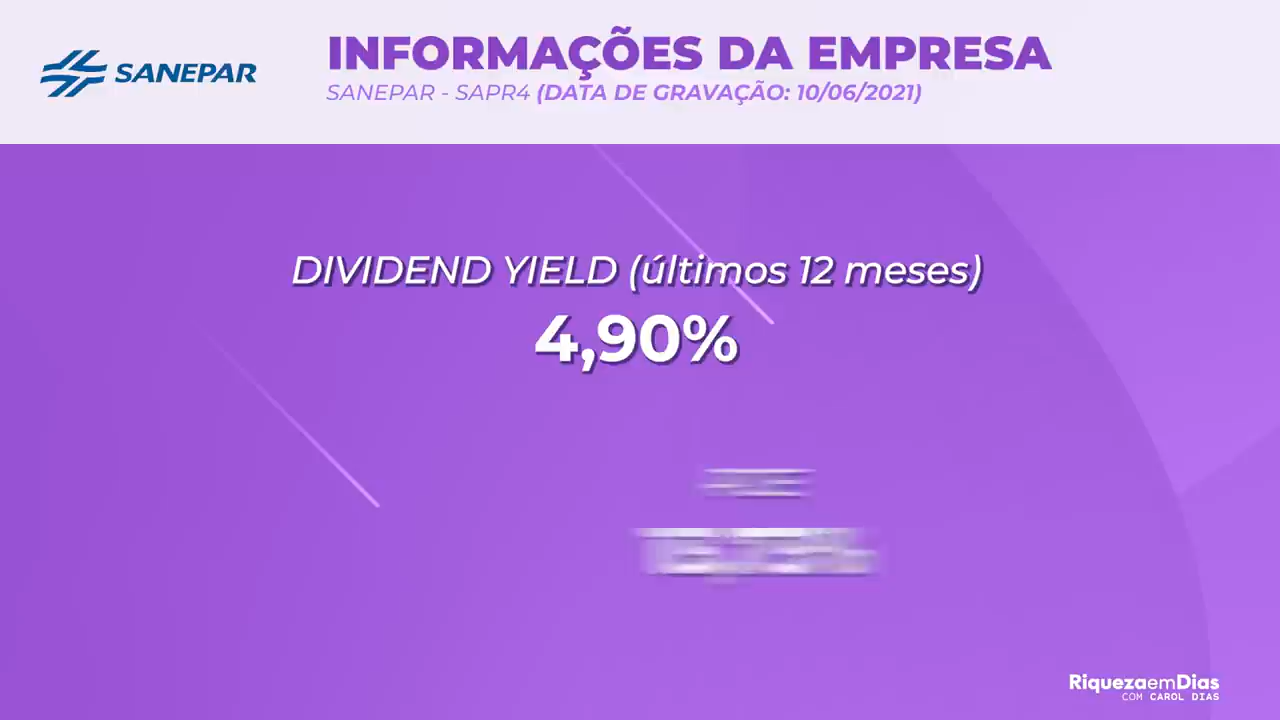 SANEPAR
INFORMAÇÕES DA EMPRESA
SANEPAR - SAPR4 (DATA DE GRAVAÇÃO: 10/06/2021)
DIVIDEND YIELD (últimos 12 meses)
4,90%
RiquezaemDias
COM CAROL DIAS